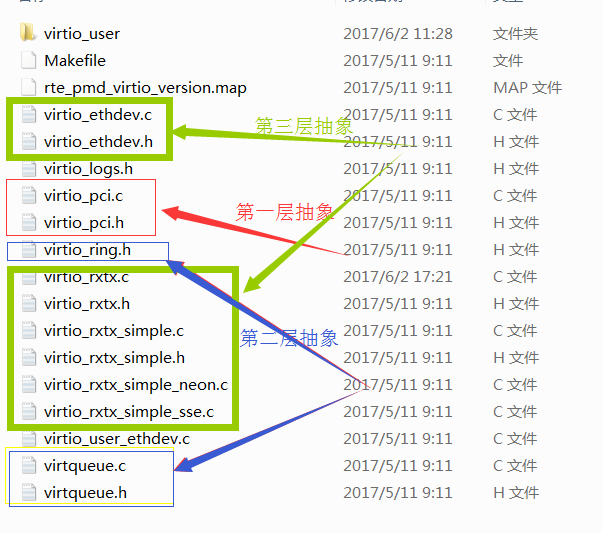 virtio_user 2017/6/2 11:28 文件夹
Makefile 2017/5/11 9:11 文件
rte_pmd_virtio_version.map 2017/5/11 9:11 MAP 文件
virtio_ethdev.c 2017/5/11 9:11 C 文件
第三层抽象
virtio_ethdev.h 2017/5/11 9:11 H 文件
virtio_logs.h 2017/5/11 9:11 H 文件
virtio_pci.c 2017/5/11 9:11 C 文件
第一层抽象
virtio_pci.h 2017/5/11 9:11 H 文件
virtio_ring.h 2017/5/11 9:11 H 文件
virtio_rxtx.c 2017/6/2 17:21 C 文件
virtio_rxtx.h 2017/5/11 9:11 H 文件
virtio_rxtx_simple.c 2017/5/11 9:11 C 文件
第二层抽象
virtio_rxtx_simple.h 2017/5/11 9:11 H 文件
virtio_rxtx_simple_neon.c 2017/5/11 9:11 C 文件
virtio_rxtx_simple_sse.c 2017/5/11 9:11 C 文件
virtio_user_ethdev.c 2017/5/11 9:11 C 文件
virtqueue.c 2017/5/11 9:11 C 文件
virtqueue.h 2017/5/11 9:11 H 文件